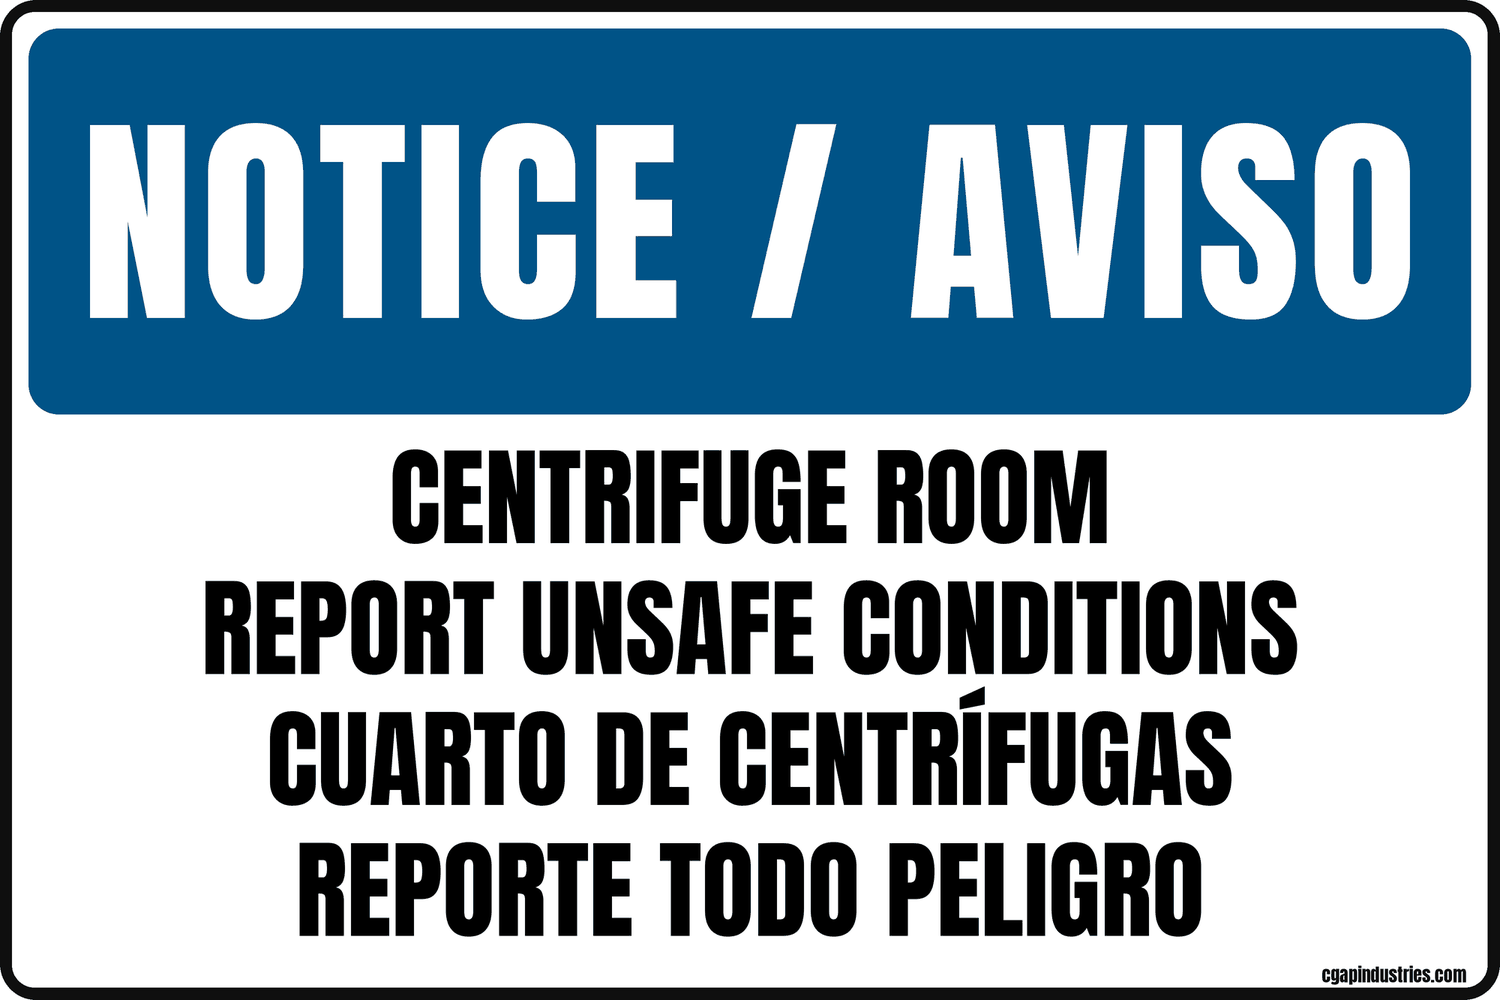 NOTICE / AVISO
CENTRIFUGE ROOM
REPORT UNSAFE CONDITIONS
CUARTO DE CENTRÍFUGAS
REPORTE TODO PELIGRO
cgapindustries.com